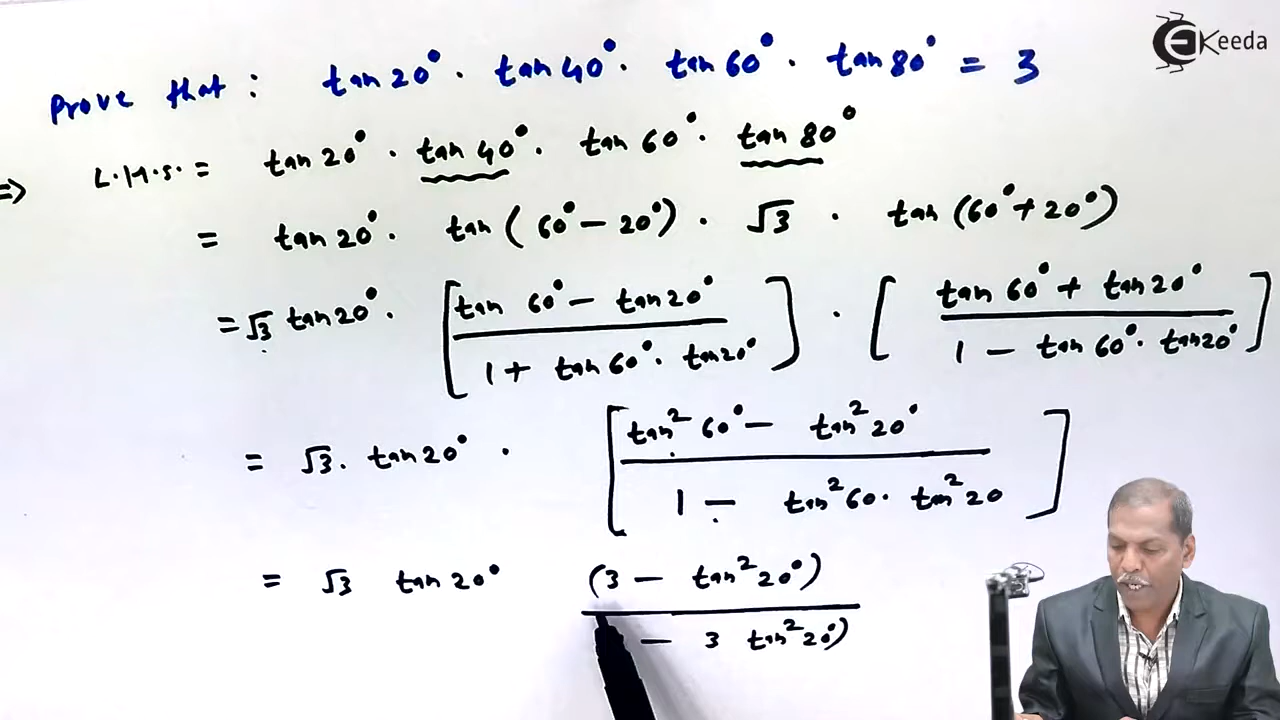 EKeeda
Prove that : tan 20° · tan 40° · tan 60° · tan 80° = 3
⇒ L.H.S. = tan 20° · tan 40° · tan 60° · tan 80°
= tan 20° · tan ( 60° – 20° ) · √3 · tan ( 60° + 20° )
= √3 tan 20° · [ tan 60° – tan 20° / 1 + tan 60° · tan 20° ] · [ tan 60° + tan 20° / 1 – tan 60° · tan 20° ]
= √3 · tan 20° · [ tan² 60° – tan² 20° / 1 – tan² 60 · tan² 20 ]
= √3 tan 20° (3 – tan² 20°) / – 3 tan² 20°)